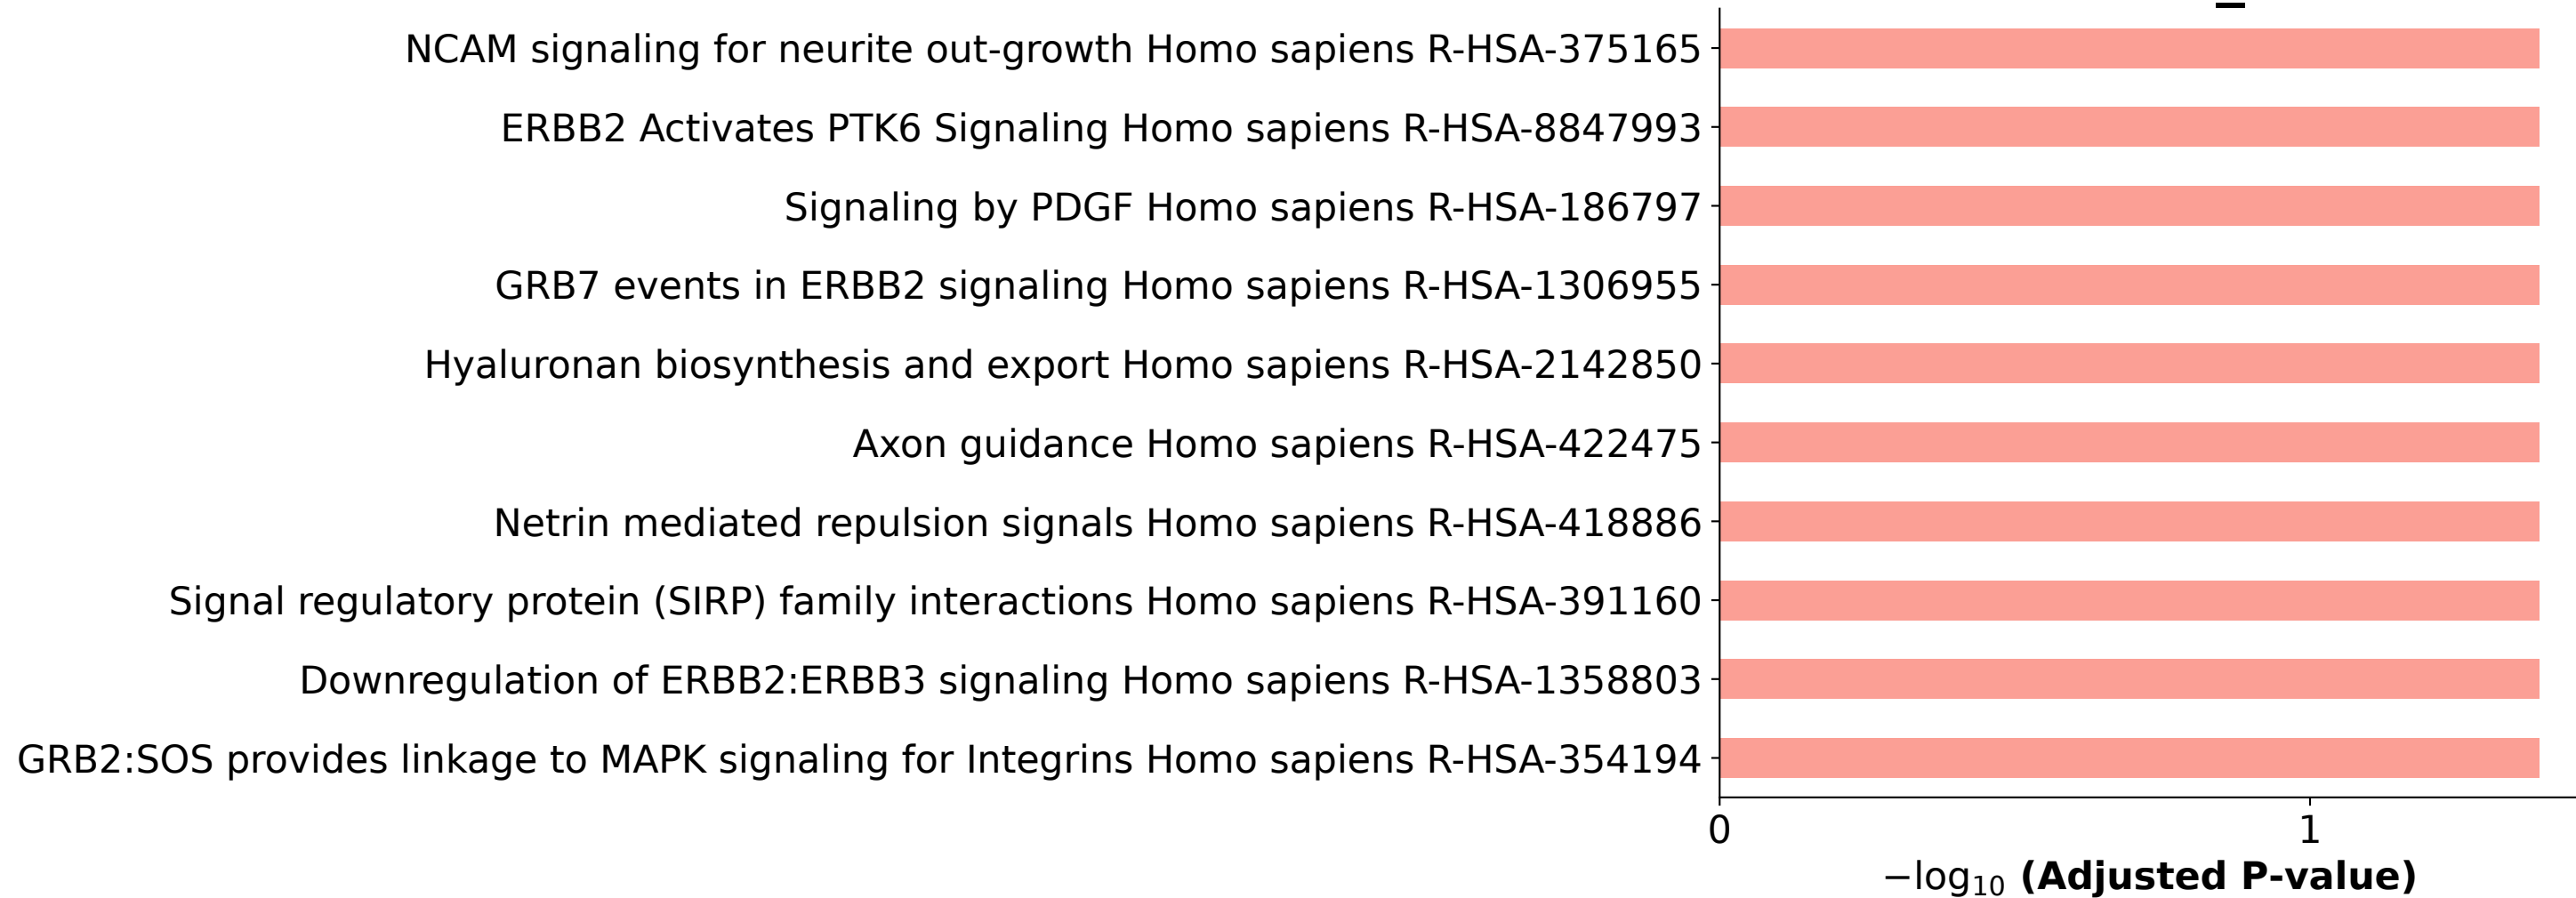 NCAM signaling for neurite out-growth Homo sapiens R-HSA-375165
ERBB2 Activates PTK6 Signaling Homo sapiens R-HSA-8847993
Signaling by PDGF Homo sapiens R-HSA-186797
GRB7 events in ERBB2 signaling Homo sapiens R-HSA-1306955
Hyaluronan biosynthesis and export Homo sapiens R-HSA-2142850
Axon guidance Homo sapiens R-HSA-422475
Netrin mediated repulsion signals Homo sapiens R-HSA-418886
Signal regulatory protein (SIRP) family interactions Homo sapiens R-HSA-391160
Downregulation of ERBB2:ERBB3 signaling Homo sapiens R-HSA-1358803
GRB2:SOS provides linkage to MAPK signaling for Integrins Homo sapiens R-HSA-354194
0 1
−log₁₀ (Adjusted P-value)